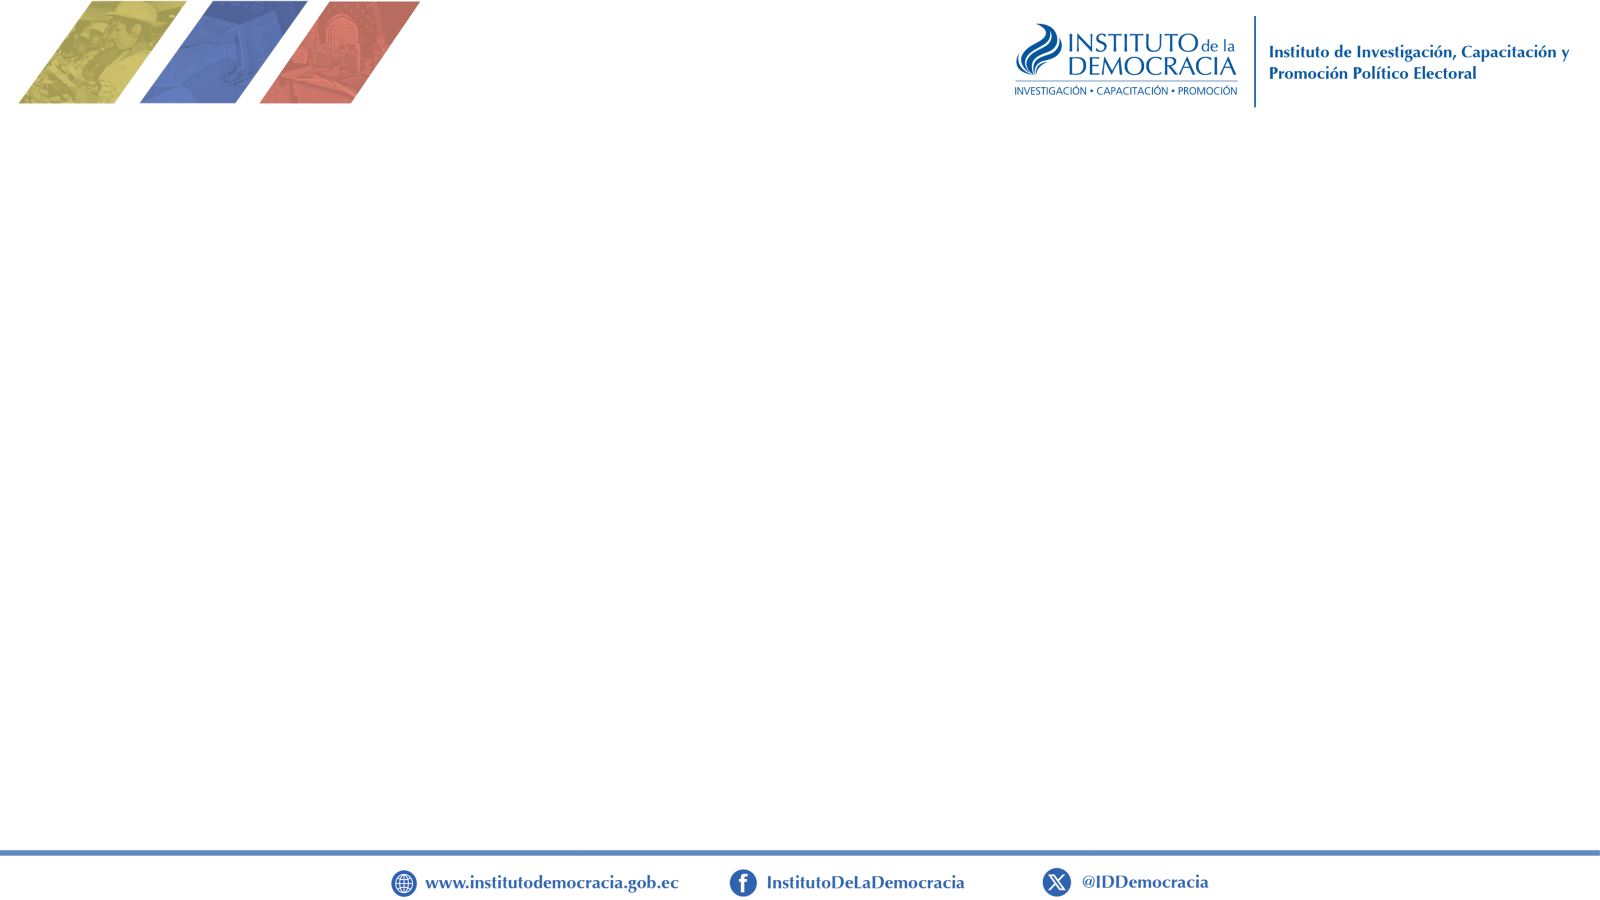 INSTITUTO de la
DEMOCRACIA
INVESTIGACIÓN • CAPACITACIÓN • PROMOCIÓN
Instituto de Investigación, Capacitación y
Promoción Político Electoral
www.institutodemocracia.gob.ec
InstitutoDeLaDemocracia
@IDDemocracia